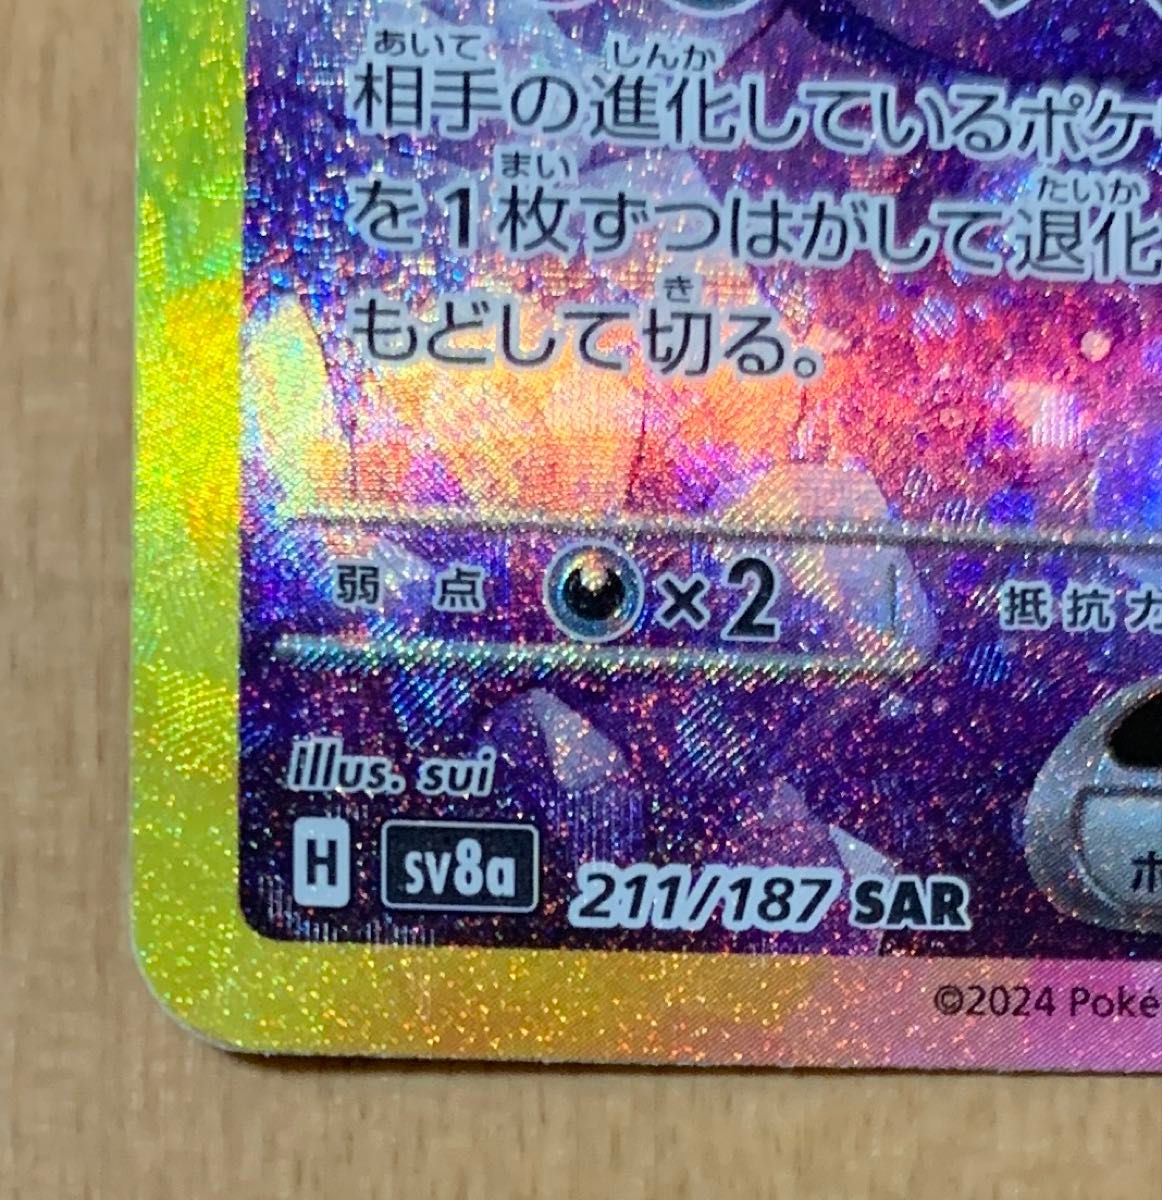 相手の進化しているポケ
を1枚ずつはがして退化
もどして切る。
弱点 ×2 抵抗力
illus. sui
H sv8a 211/187 SAR
©2024 Poké